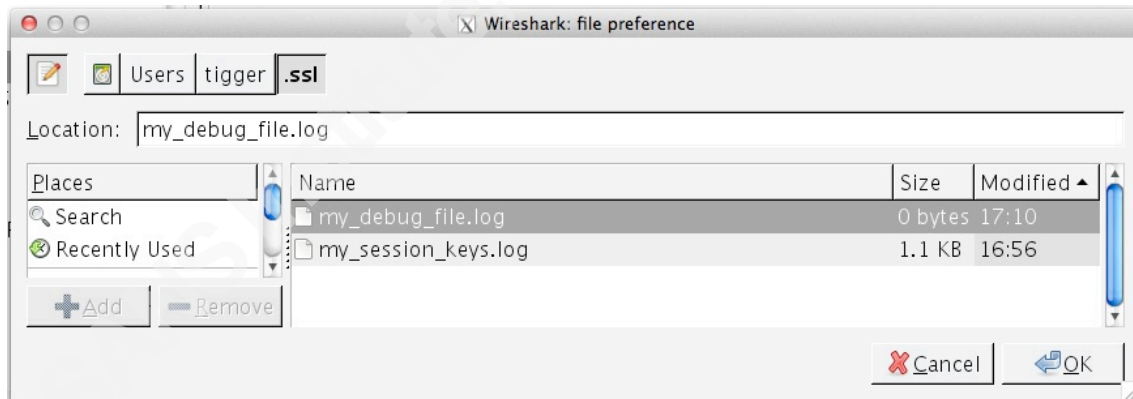 Wireshark: file preference
Users tigger .ssl
Location: my_debug_file.log
Places Name Size Modified
Search my_debug_file.log 0 bytes 17:10
Recently Used my_session_keys.log 1.1 KB 16:56
Add Remove
Cancel OK